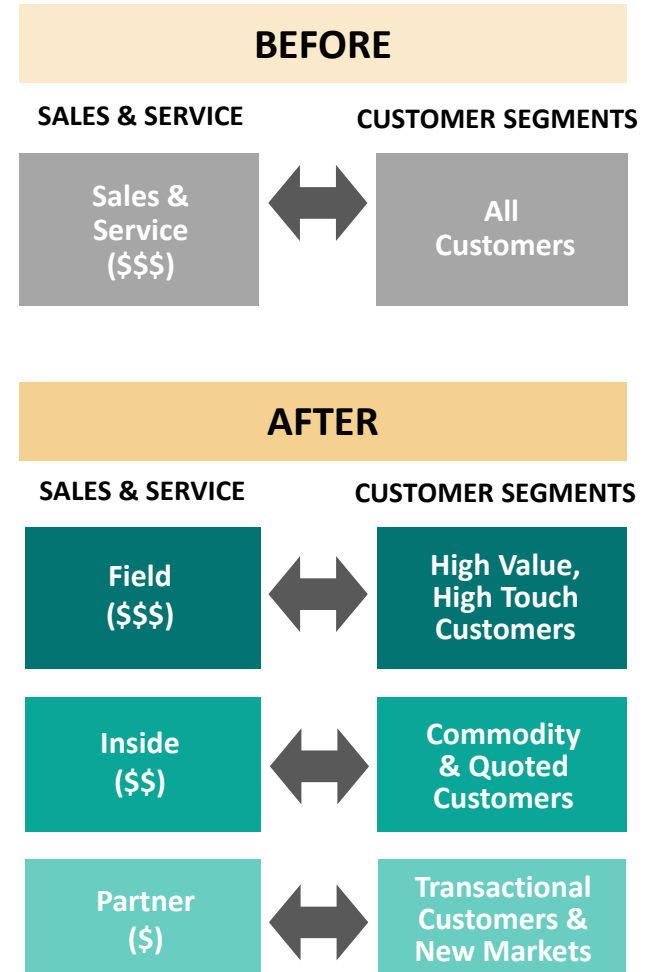 BEFORE
SALES & SERVICE
CUSTOMER SEGMENTS
Sales &
Service
($$$)
All
Customers
AFTER
SALES & SERVICE
CUSTOMER SEGMENTS
Field
($$$)
High Value,
High Touch
Customers
Inside
($$)
Commodity
& Quoted
Customers
Partner
($)
Transactional
Customers &
New Markets